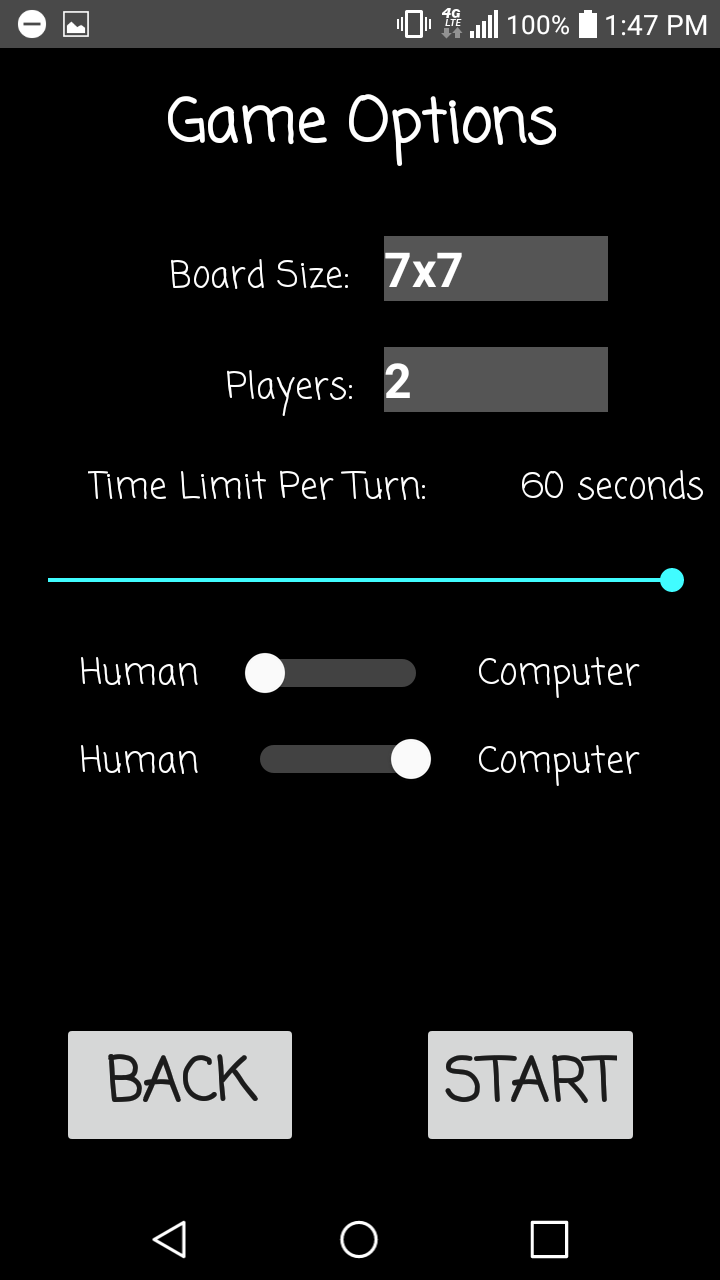 4G LTE 100% 1:47 PM
Game Options
Board Size: 7x7
Players: 2
Time Limit Per Turn: 60 seconds
Human Computer
Human Computer
BACK START